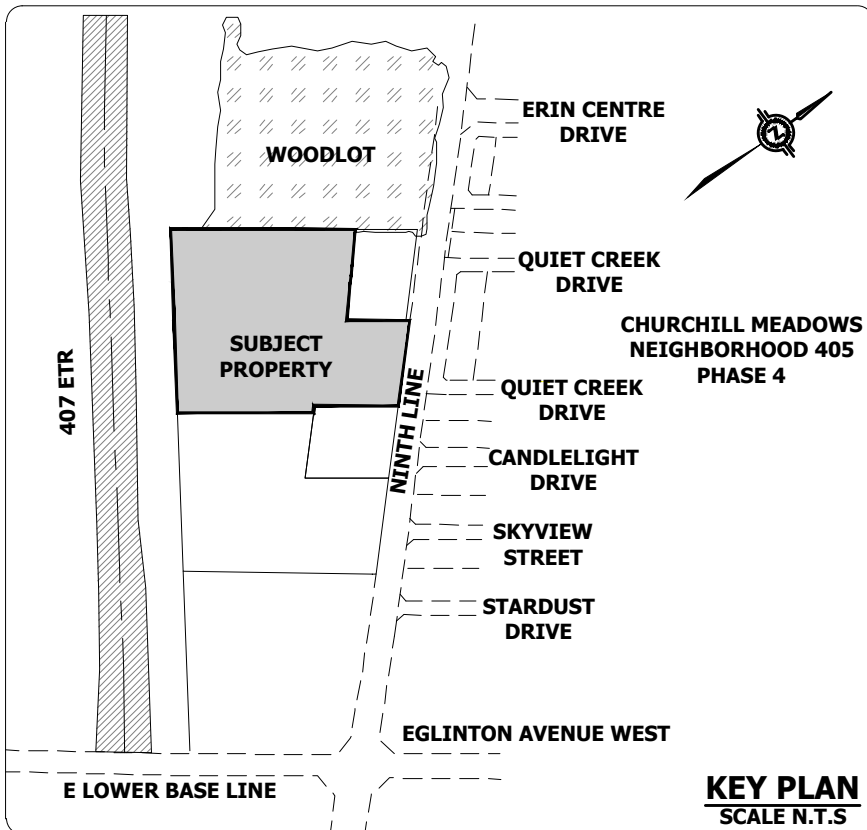 ERIN CENTRE
DRIVE
WOODLOT
QUIET CREEK
DRIVE
CHURCHILL MEADOWS
NEIGHBORHOOD 405
PHASE 4
SUBJECT
PROPERTY
407 ETR
NINTH LINE
QUIET CREEK
DRIVE
CANDLELIGHT
DRIVE
SKYVIEW
STREET
STARDUST
DRIVE
EGLINTON AVENUE WEST
E LOWER BASE LINE
KEY PLAN
SCALE N.T.S